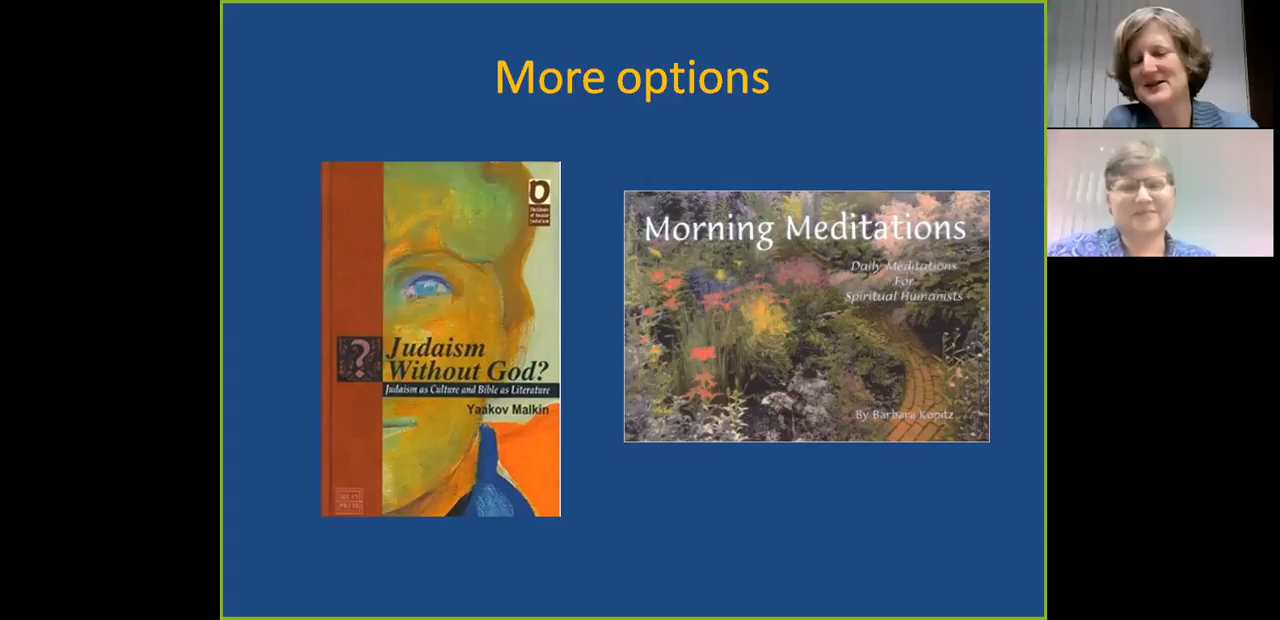 More options
Judaism
Without God?
Judaism as Culture and Bible as Literature
Yaakov Malkin
Morning Meditations
Daily Meditations
For
Spiritual Humanists
By Barbara Kopitz